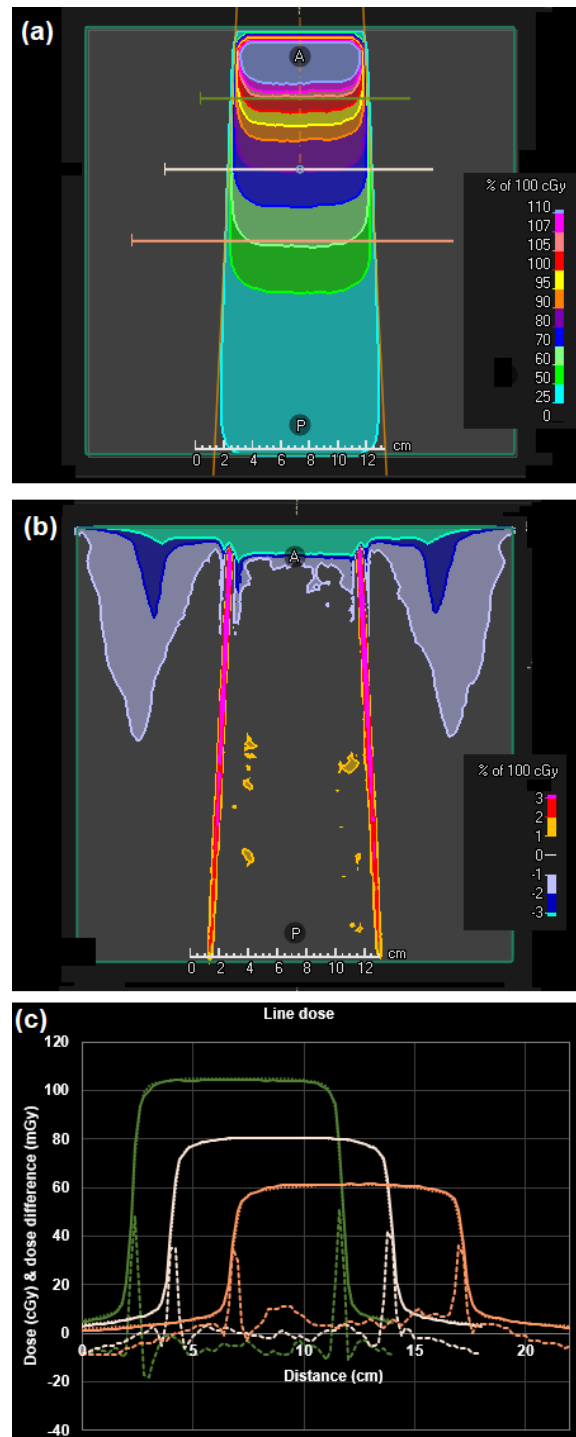 (a)
A
% of 100 cGy
110
107
105
100
95
90
80
70
60
50
25
0
P
cm
0 2 4 6 8 10 12
(b)
A
% of 100 cGy
3
2
1
0
-1
-2
-3
P
cm
0 2 4 6 8 10 12
(c)
Line dose
Dose (cGy) & dose difference (mGy)
120
100
80
60
40
20
0
-20
-40
0 5 10 15 20
Distance (cm)